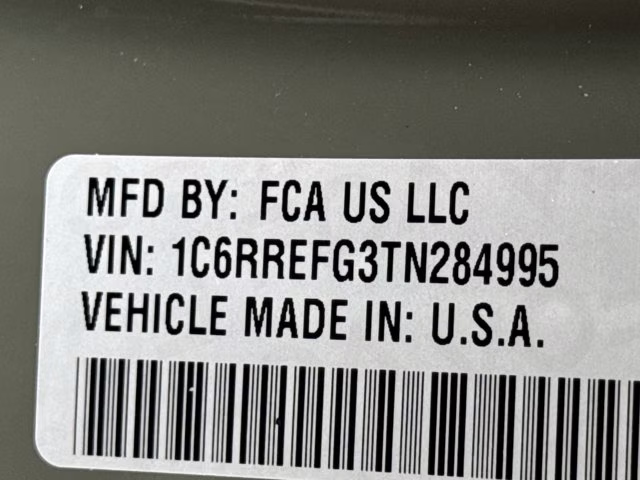 MFD BY: FCA US LLC
VIN: 1C6RREFG3TN284995
VEHICLE MADE IN: U.S.A.